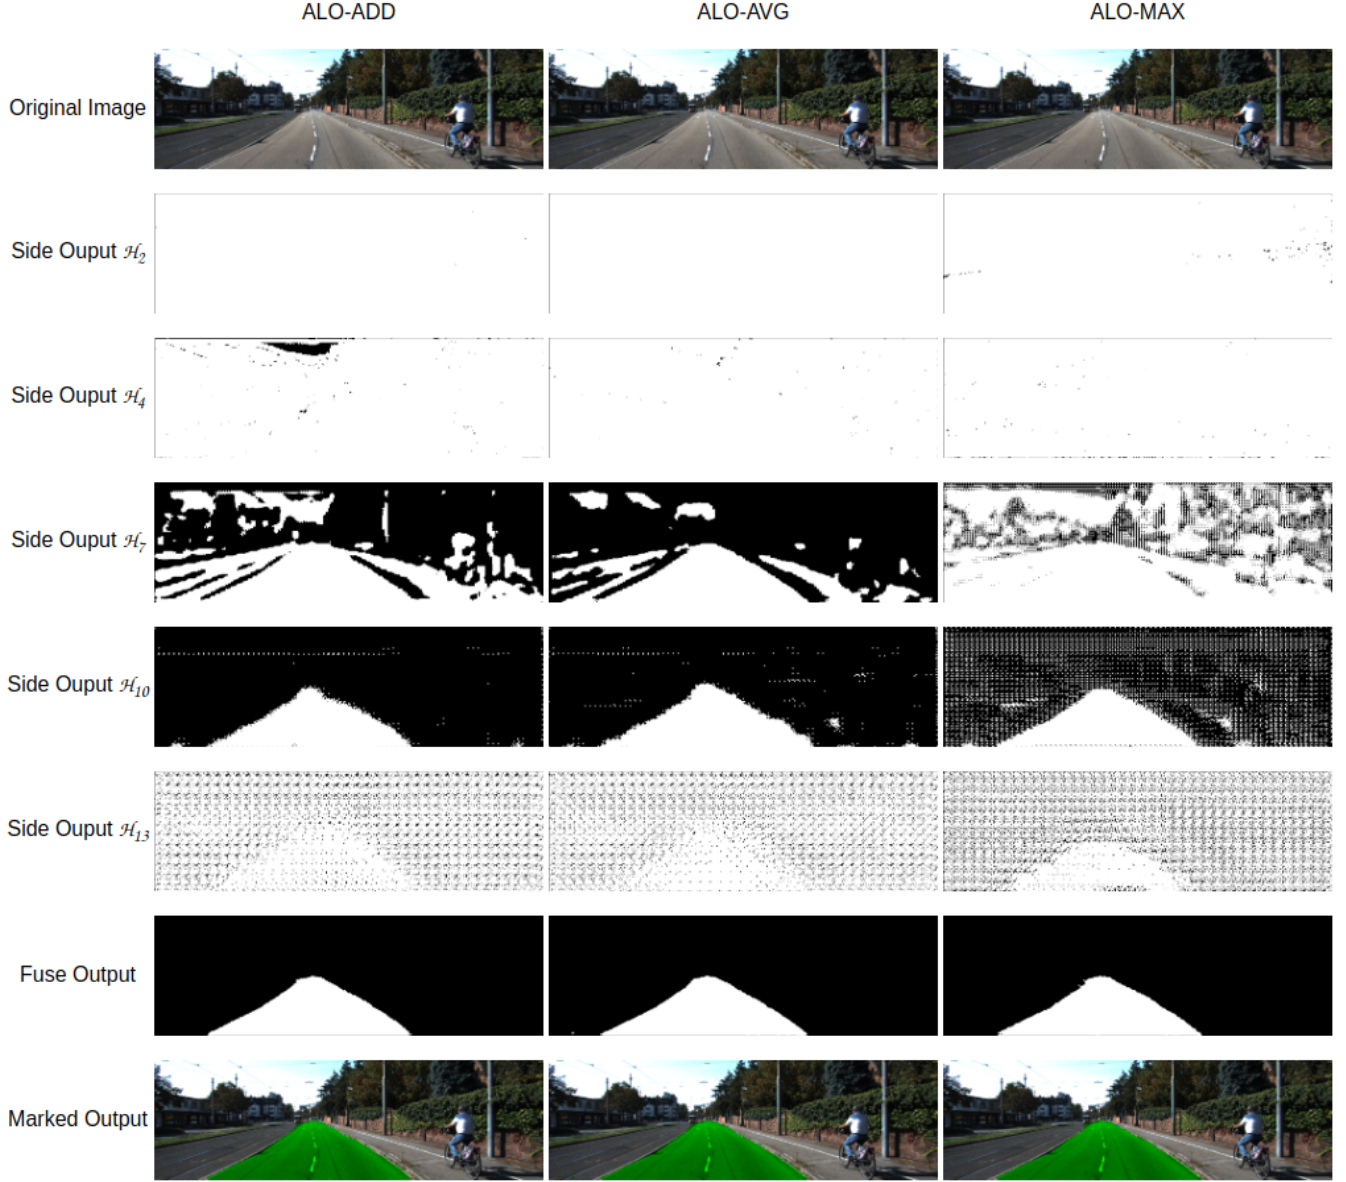 ALO-ADD ALO-AVG ALO-MAX
Original Image
Side Ouput ℋ₂
Side Ouput ℋ₄
Side Ouput ℋ₇
Side Ouput ℋ₁₀
Side Ouput ℋ₁₃
Fuse Output
Marked Output